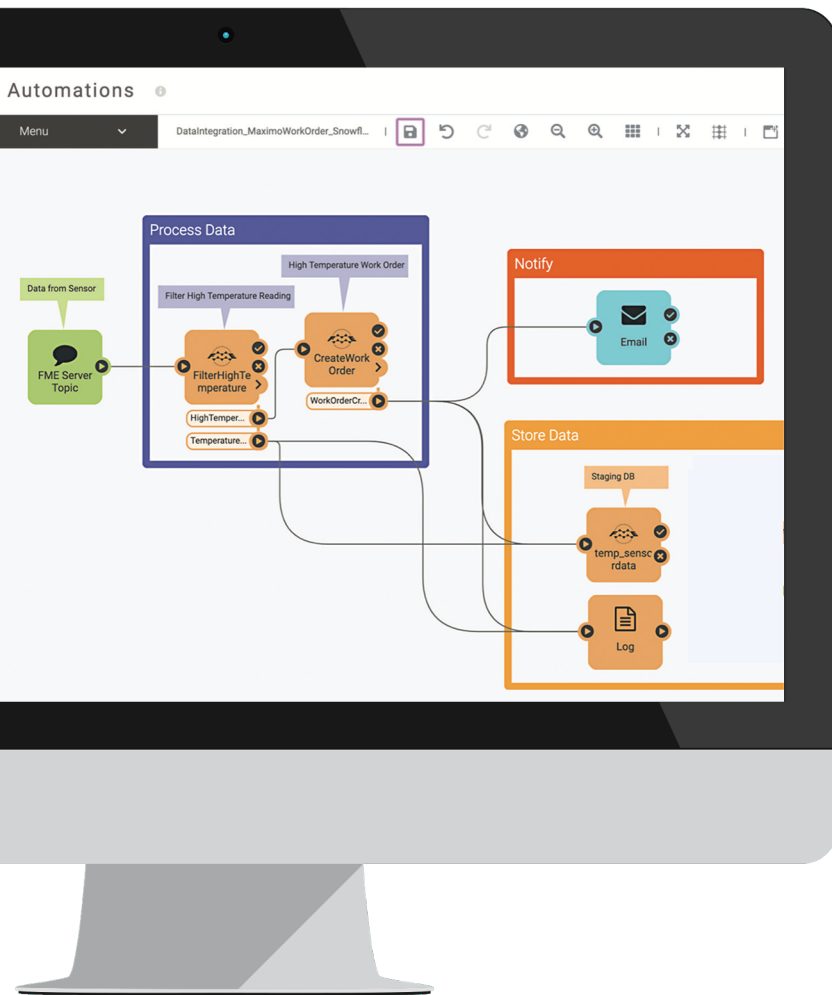 Automations
Menu
DataIntegration_MaximoWorkOrder_Snowfl...
Process Data
High Temperature Work Order
Notify
Data from Sensor
Filter High Temperature Reading
FME Server
Topic
FilterHighTe
mperature
CreateWork
Order
Email
HighTemper...
WorkOrderCr...
Temperature...
Store Data
Staging DB
temp_senso
rdata
Log